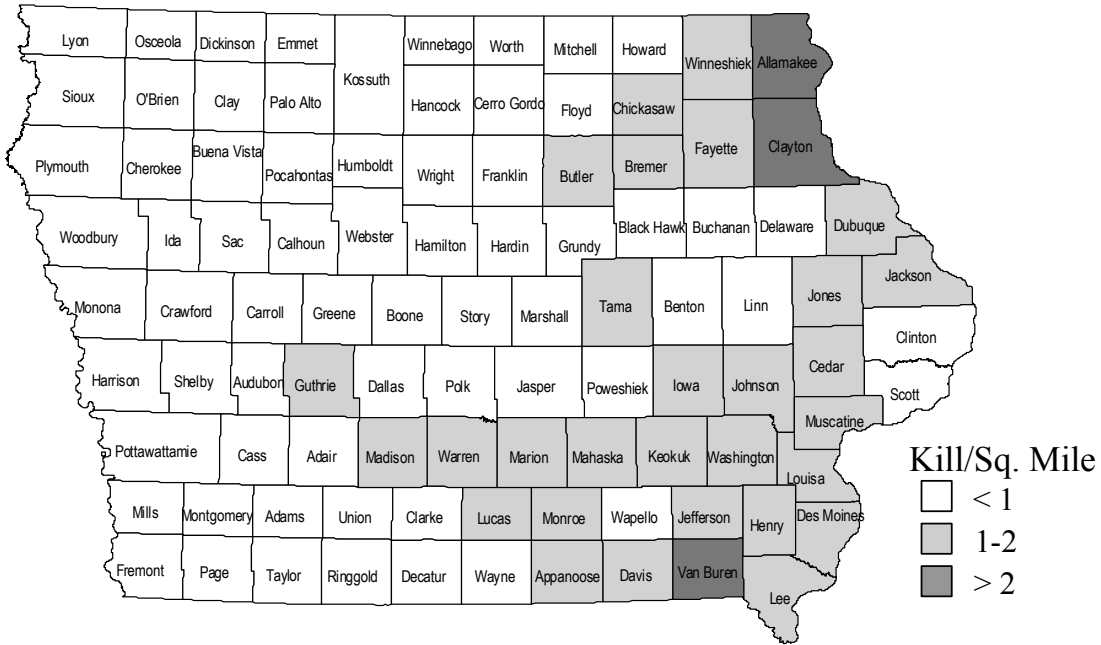 Lyon Osceola Dickinson Emmet Kossuth Winnebago Worth Mitchell Howard Winneshiek Allamakee
Sioux O'Brien Clay Palo Alto Hancock Cerro Gordo Floyd Chickasaw
Plymouth Cherokee Buena Vista Pocahontas Humboldt Wright Franklin Butler Bremer Fayette Clayton
Woodbury Ida Sac Calhoun Webster Hamilton Hardin Grundy Black Hawk Buchanan Delaware Dubuque
Monona Crawford Carroll Greene Boone Story Marshall Tama Benton Linn Jones Jackson
Clinton
Harrison Shelby Audubon Guthrie Dallas Polk Jasper Poweshiek Iowa Johnson Cedar Scott
Muscatine
Pottawattamie Cass Adair Madison Warren Marion Mahaska Keokuk Washington Louisa
Mills Montgomery Adams Union Clarke Lucas Monroe Wapello Jefferson Henry Des Moines
Fremont Page Taylor Ringgold Decatur Wayne Appanoose Davis Van Buren Lee
Kill/Sq. Mile
< 1
1-2
> 2